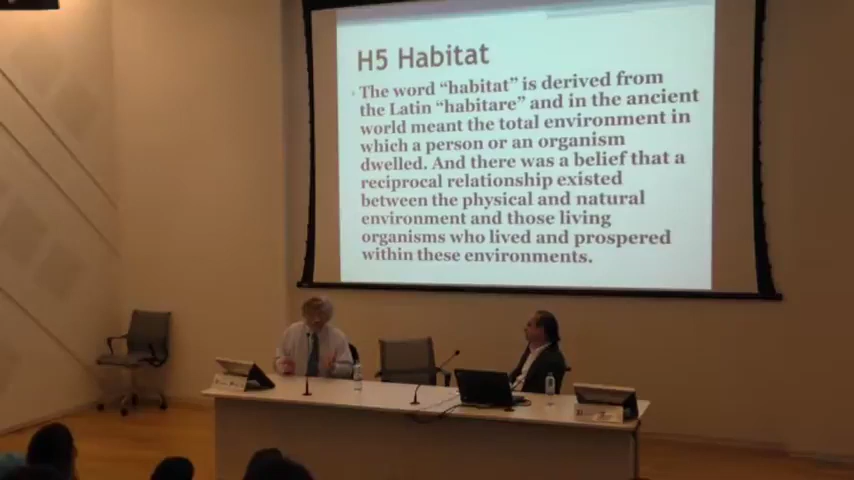 H5 Habitat
The word “habitat” is derived from
the Latin “habitare” and in the ancient
world meant the total environment in
which a person or an organism
dwelled. And there was a belief that a
reciprocal relationship existed
between the physical and natural
environment and those living
organisms who lived and prospered
within these environments.